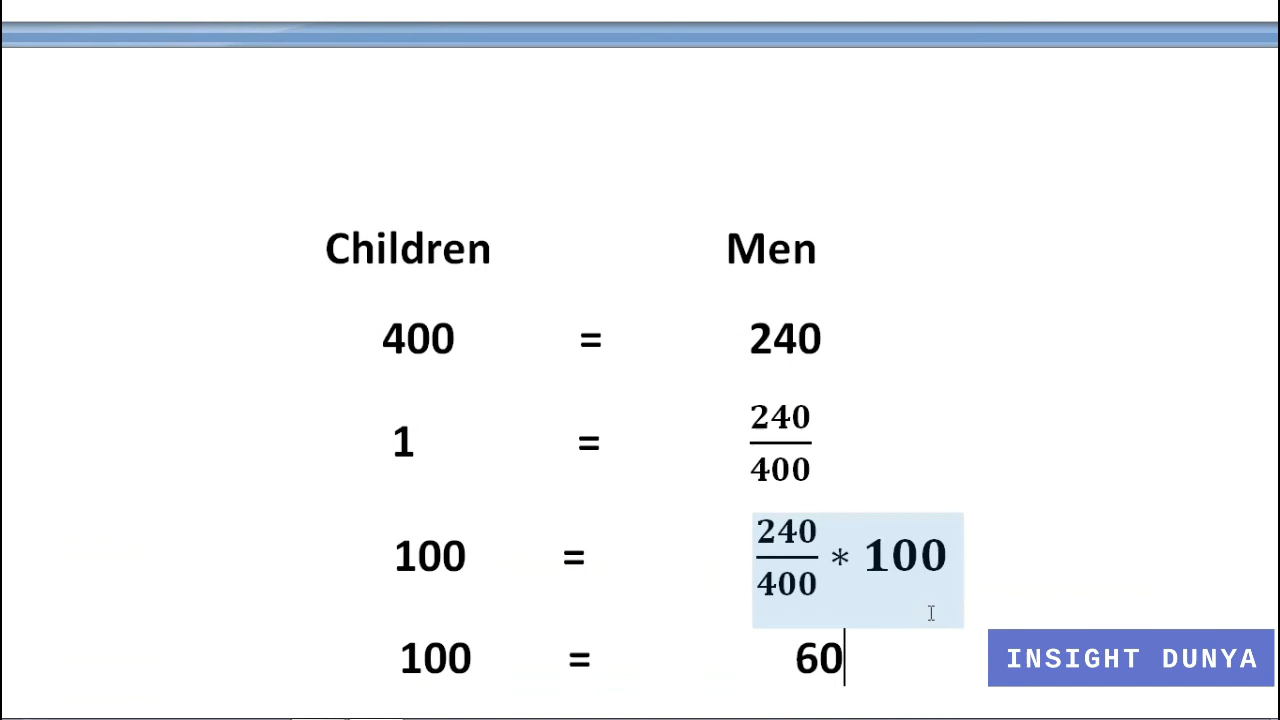 Children Men
400 = 240
1 = 240/400
100 = 240/400 * 100
100 = 60
INSIGHT DUNYA